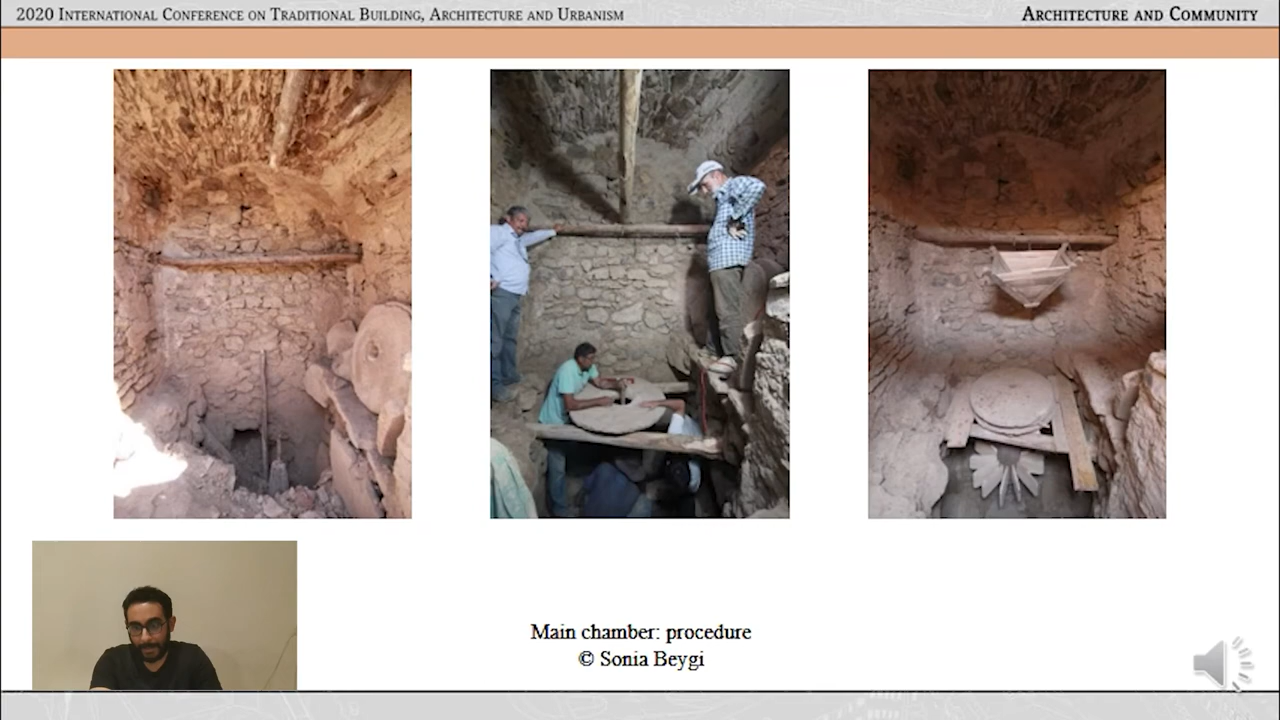 2020 International Conference on Traditional Building, Architecture and Urbanism
Architecture and Community
Main chamber: procedure
© Sonia Beygi